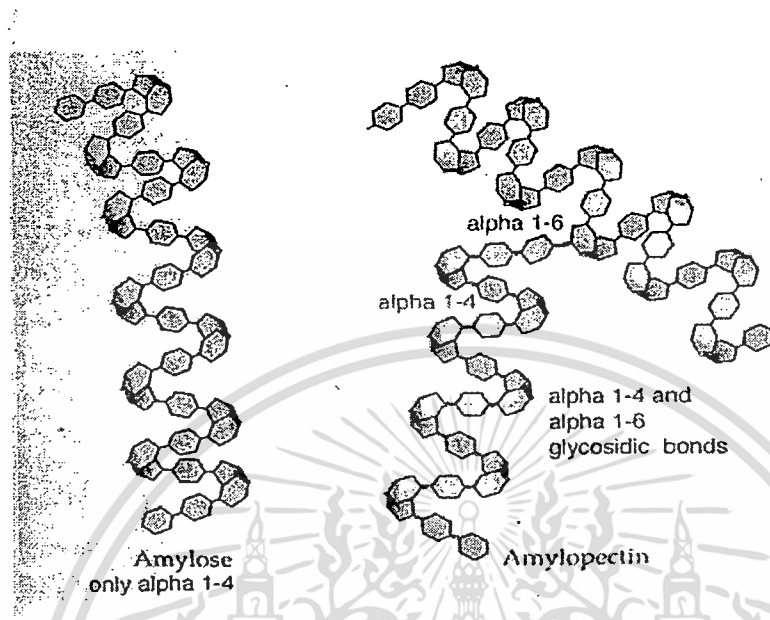 alpha 1-6
alpha 1-4
alpha 1-4 and
alpha 1-6
glycosidic bonds
Amylose
only alpha 1-4
Amylopectin